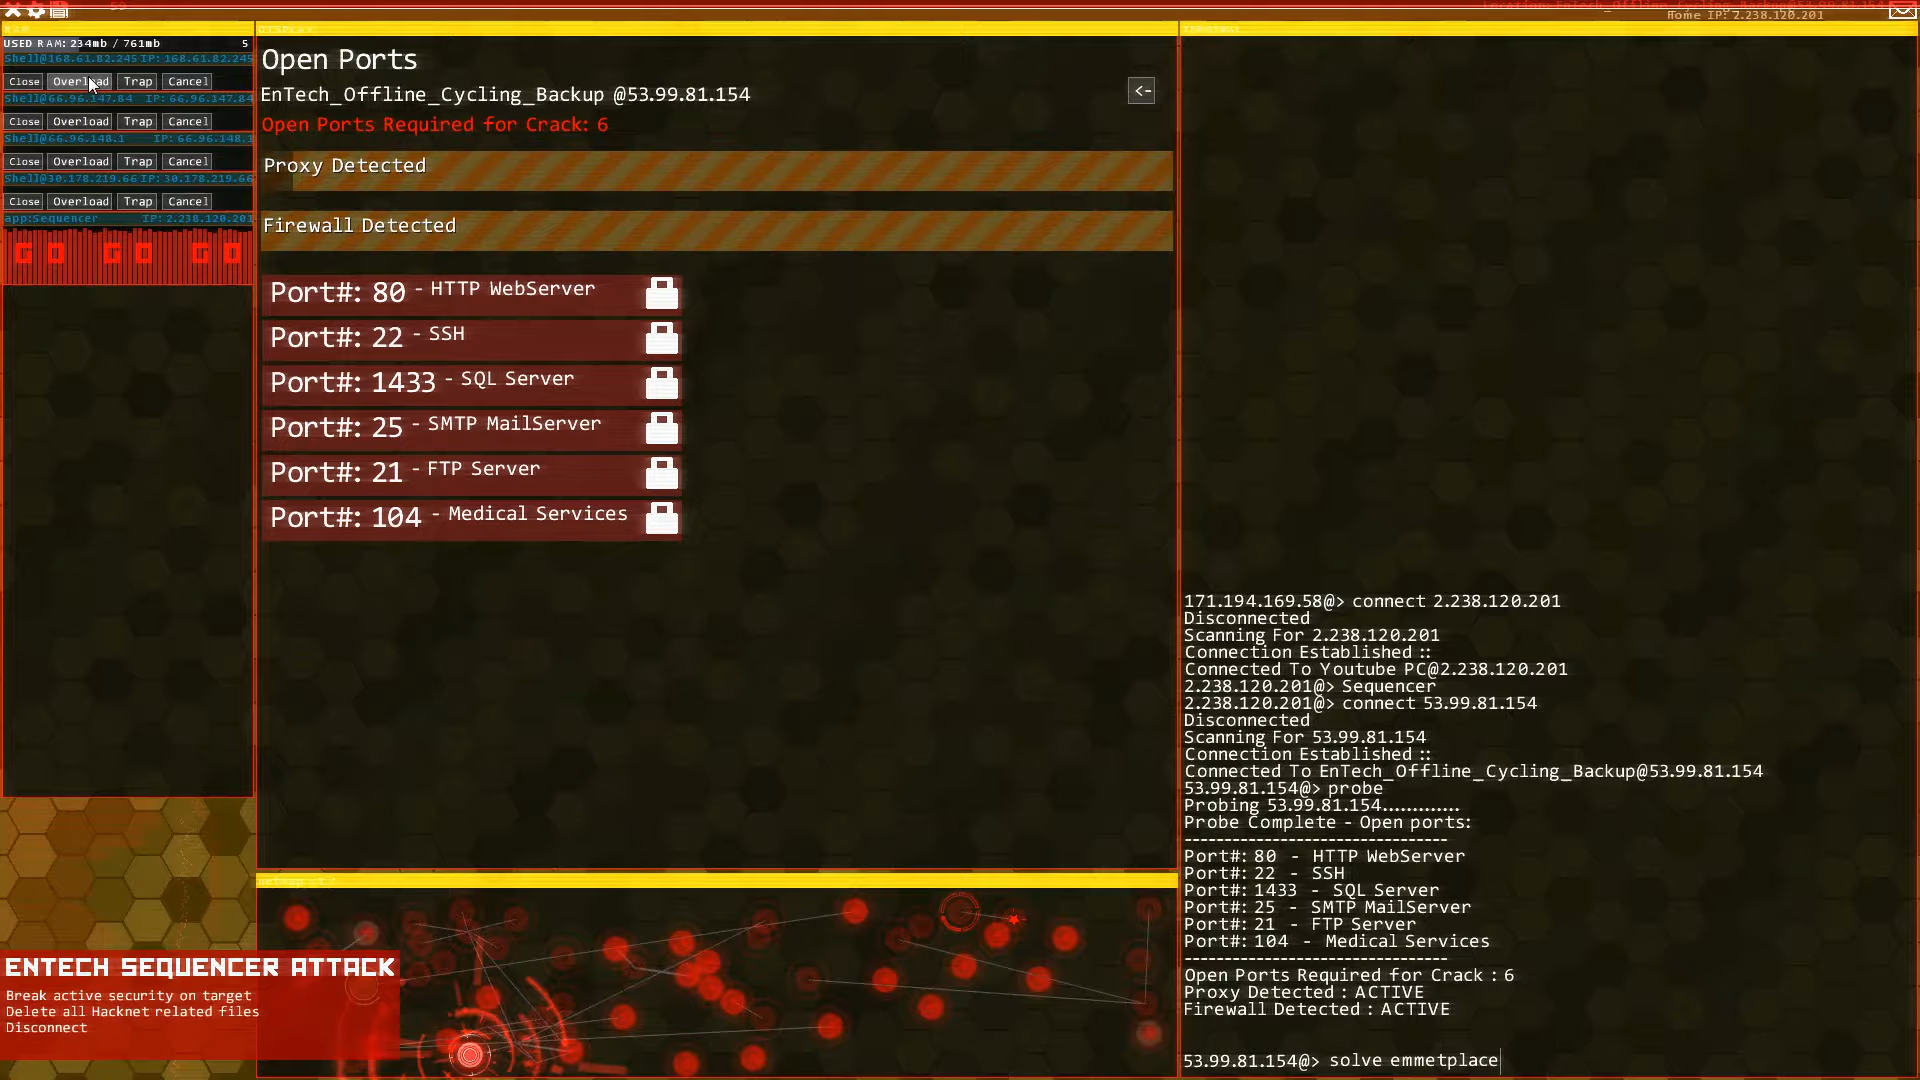 Home IP: 2.238.120.201
USED RAM: 234mb / 761mb 5
Shell@168.61.82.245 IP: 168.61.82.245
Close Overload Trap Cancel
Shell@66.96.147.84 IP: 66.96.147.84
Close Overload Trap Cancel
Shell@66.96.148.1 IP: 66.96.148.1
Close Overload Trap Cancel
Shell@30.178.219.66 IP: 30.178.219.66
Close Overload Trap Cancel
app:Sequencer IP: 2.238.120.201
GO GO GO
Open Ports
EnTech_Offline_Cycling_Backup @53.99.81.154
<-
Open Ports Required for Crack: 6
Proxy Detected
Firewall Detected
Port#: 80 - HTTP WebServer
Port#: 22 - SSH
Port#: 1433 - SQL Server
Port#: 25 - SMTP MailServer
Port#: 21 - FTP Server
Port#: 104 - Medical Services
ENTECH SEQUENCER ATTACK
Break active security on target
Delete all Hacknet related files
Disconnect
171.194.169.58@> connect 2.238.120.201
Disconnected
Scanning For 2.238.120.201
Connection Established ::
Connected To Youtube PC@2.238.120.201
2.238.120.201@> Sequencer
2.238.120.201@> connect 53.99.81.154
Disconnected
Scanning For 53.99.81.154
Connection Established ::
Connected To EnTech_Offline_Cycling_Backup@53.99.81.154
53.99.81.154@> probe
Probing 53.99.81.154.............
Probe Complete - Open ports:
---------------------------------
Port#: 80 - HTTP WebServer
Port#: 22 - SSH
Port#: 1433 - SQL Server
Port#: 25 - SMTP MailServer
Port#: 21 - FTP Server
Port#: 104 - Medical Services
---------------------------------
Open Ports Required for Crack : 6
Proxy Detected : ACTIVE
Firewall Detected : ACTIVE
53.99.81.154@> solve emmetplace